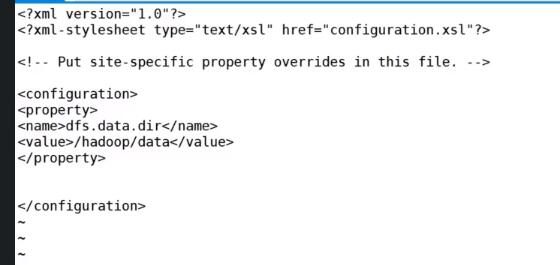 <?xml version="1.0"?>
<?xml-stylesheet type="text/xsl" href="configuration.xsl"?>
<!-- Put site-specific property overrides in this file. -->
<configuration>
<property>
<name>dfs.data.dir</name>
<value>/hadoop/data</value>
</property>
</configuration>
~
~
~